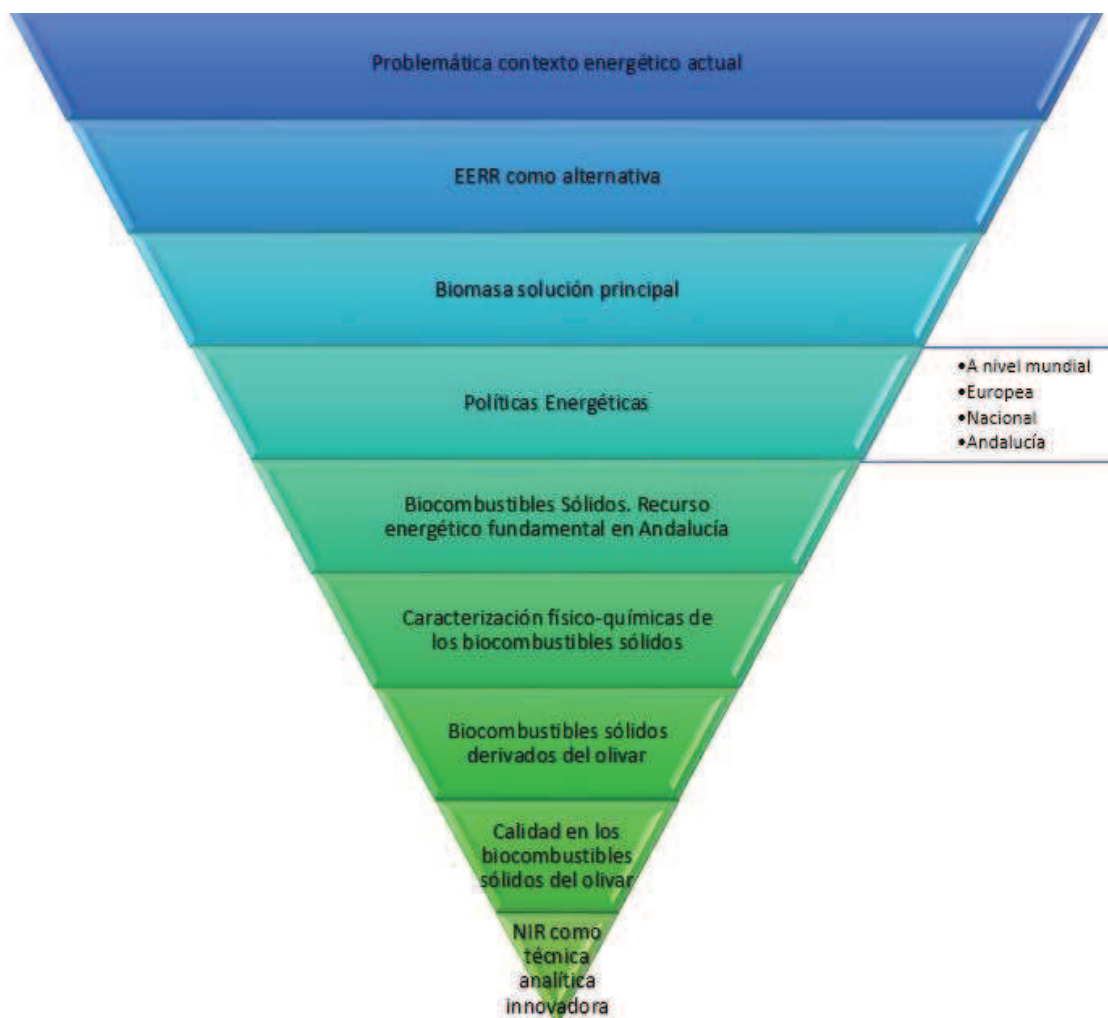 Problemática contexto energético actual
EERR como alternativa
Biomasa solución principal
Políticas Energéticas
•A nivel mundial
•Europea
•Nacional
•Andalucía
Biocombustibles Sólidos. Recurso
energético fundamental en Andalucía
Caracterización físico-químicas de
los biocombustibles sólidos
Biocombustibles sólidos
derivados del olivar
Calidad en los
biocombustibles
sólidos del olivar
NIR como
técnica
analítica
innovadora